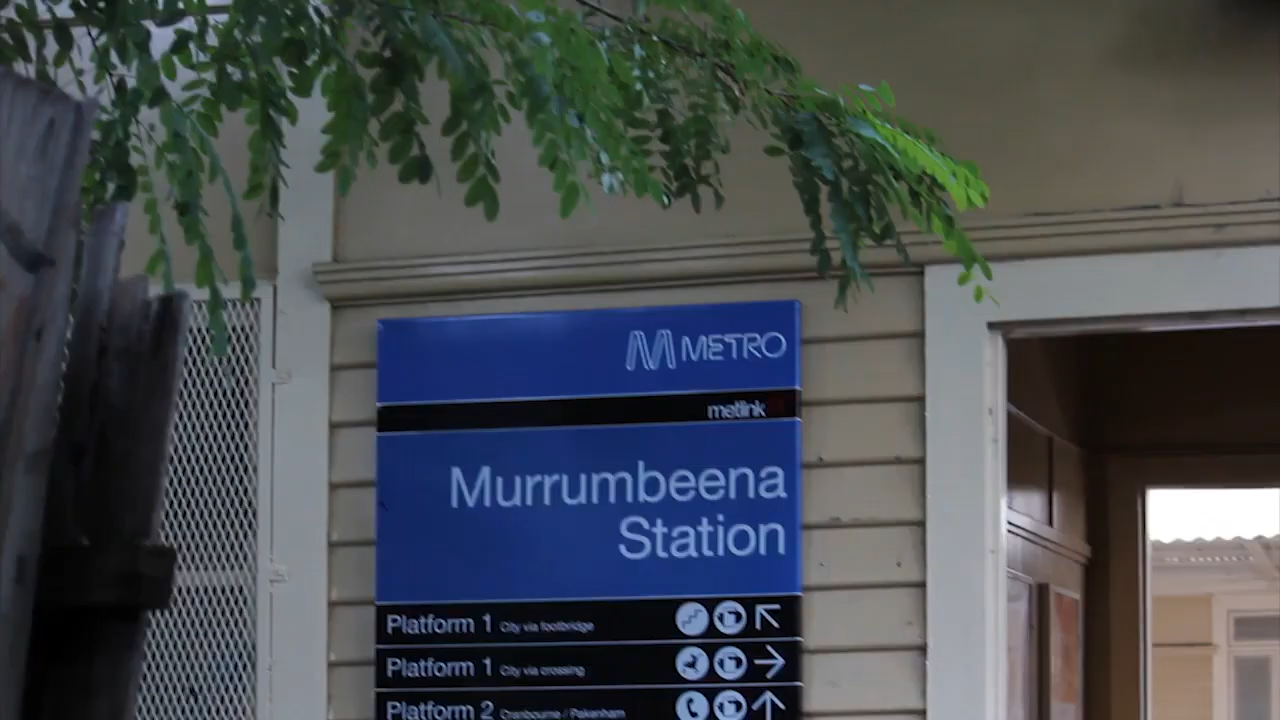 METRO
metlink
Murrumbeena
Station
Platform 1 City via footbridge
Platform 1 City via crossing
Platform 2 Cranbourne / Pakenham